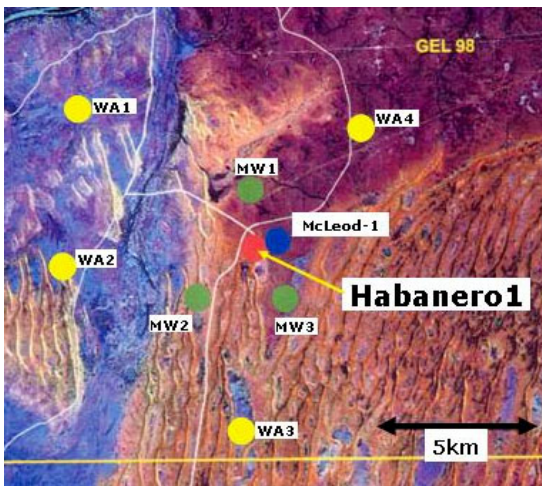 GEL 98
WA1
WA4
MW1
McLeod-1
WA2
Habanero1
MW2
MW3
WA3
5km